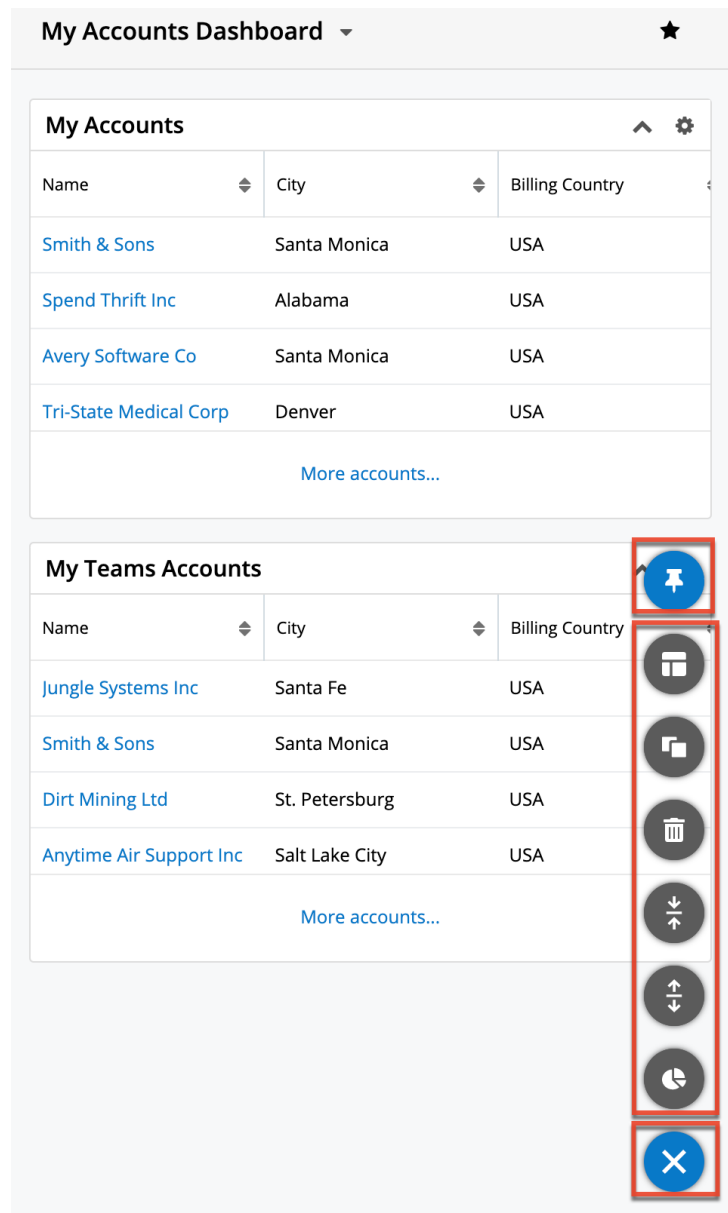 My Accounts Dashboard
My Accounts
Name City Billing Country
Smith & Sons Santa Monica USA
Spend Thrift Inc Alabama USA
Avery Software Co Santa Monica USA
Tri-State Medical Corp Denver USA
More accounts...
My Teams Accounts
Name City Billing Country
Jungle Systems Inc Santa Fe USA
Smith & Sons Santa Monica USA
Dirt Mining Ltd St. Petersburg USA
Anytime Air Support Inc Salt Lake City USA
More accounts...